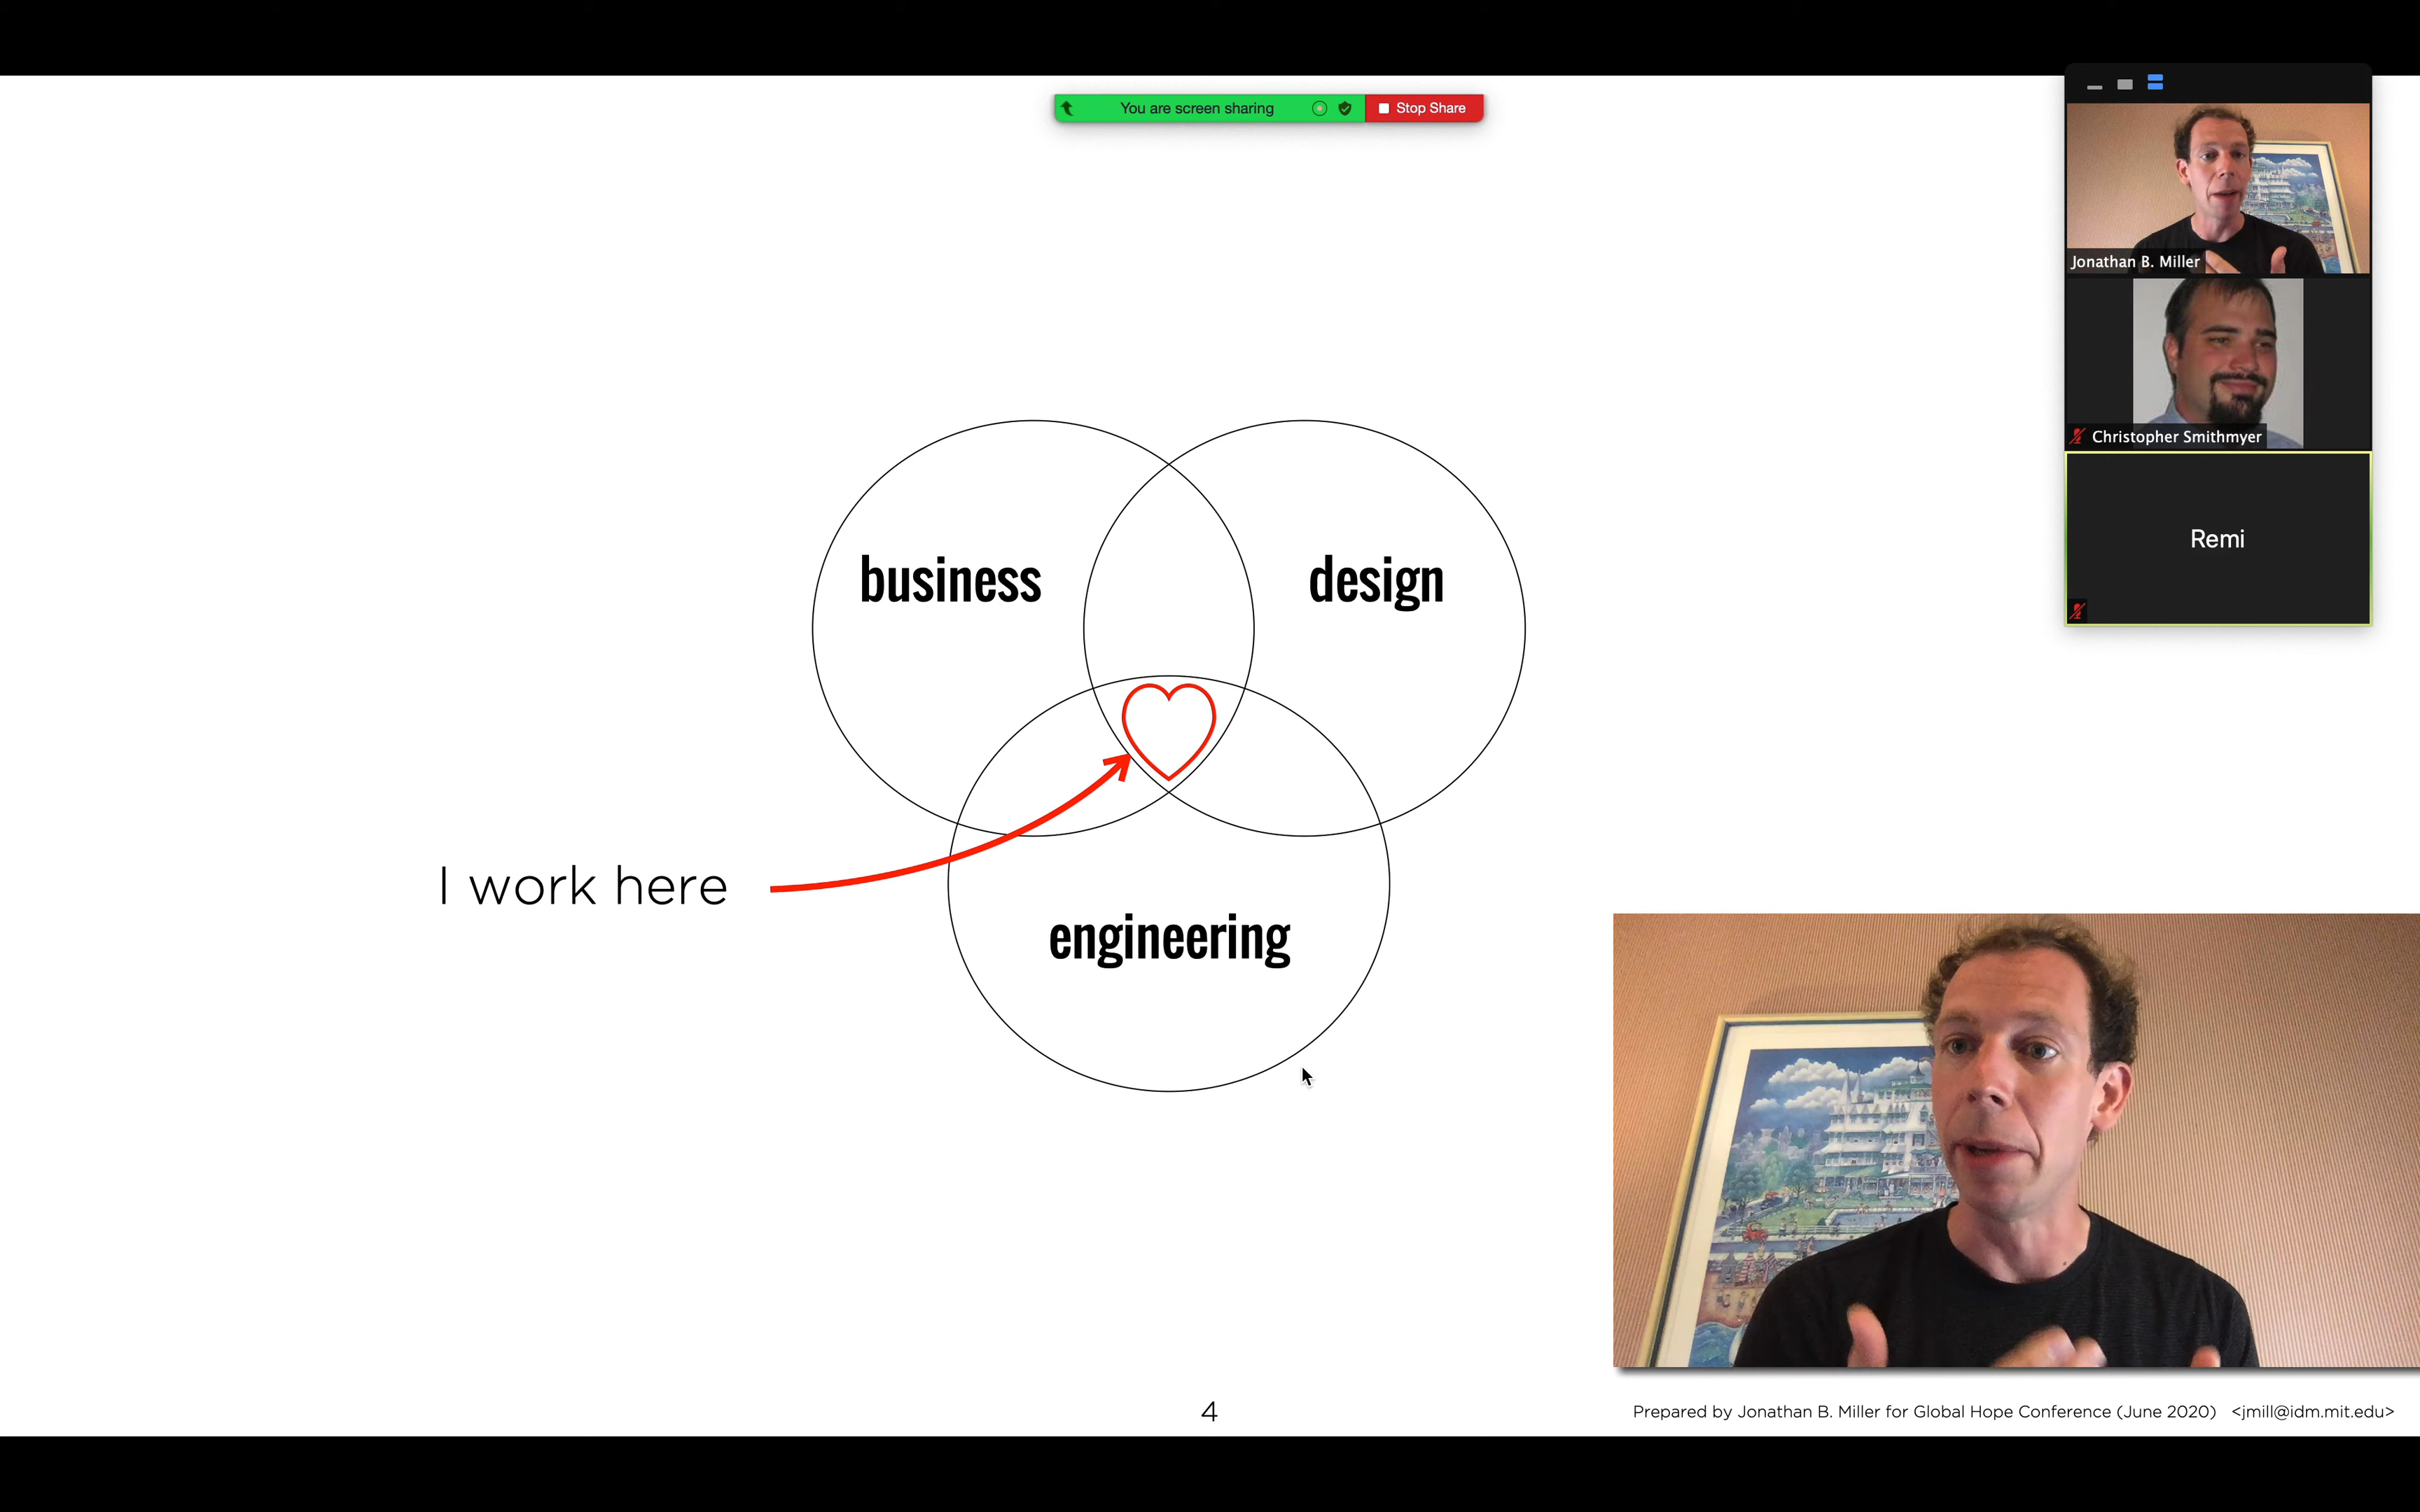 You are screen sharing
Stop Share
Jonathan B. Miller
Christopher Smithmyer
Remi
business
design
I work here
engineering
4
Prepared by Jonathan B. Miller for Global Hope Conference (June 2020) <jmill@idm.mit.edu>